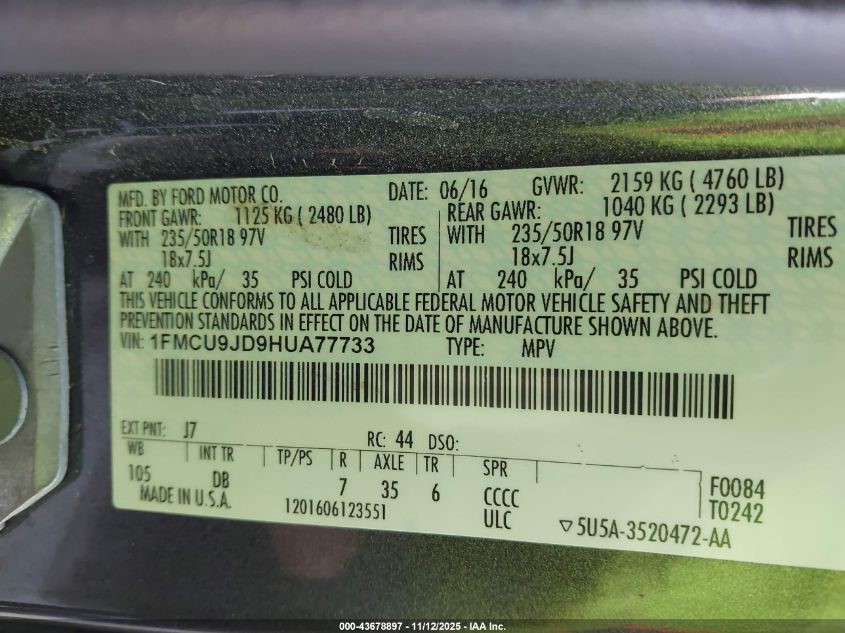 MFD. BY FORD MOTOR CO. DATE: 06/16 GVWR: 2159 KG ( 4760 LB)
FRONT GAWR: 1125 KG ( 2480 LB) REAR GAWR: 1040 KG ( 2293 LB)
WITH 235/50R18 97V TIRES WITH 235/50R18 97V TIRES
18x7.5J RIMS 18x7.5J RIMS
AT 240 kPa/ 35 PSI COLD AT 240 kPa/ 35 PSI COLD
THIS VEHICLE CONFORMS TO ALL APPLICABLE FEDERAL MOTOR VEHICLE SAFETY AND THEFT
PREVENTION STANDARDS IN EFFECT ON THE DATE OF MANUFACTURE SHOWN ABOVE.
VIN: 1FMCU9JD9HUA77733 TYPE: MPV
EXT PNT: J7 RC: 44 DSO:
WB INT TR TP/PS R AXLE TR SPR
105 DB 7 35 6 CCCC F0084
MADE IN U.S.A. 1201606123551 ULC T0242
▽5U5A-3520472-AA
000-43678897 - 11/12/2025 - IAA Inc.